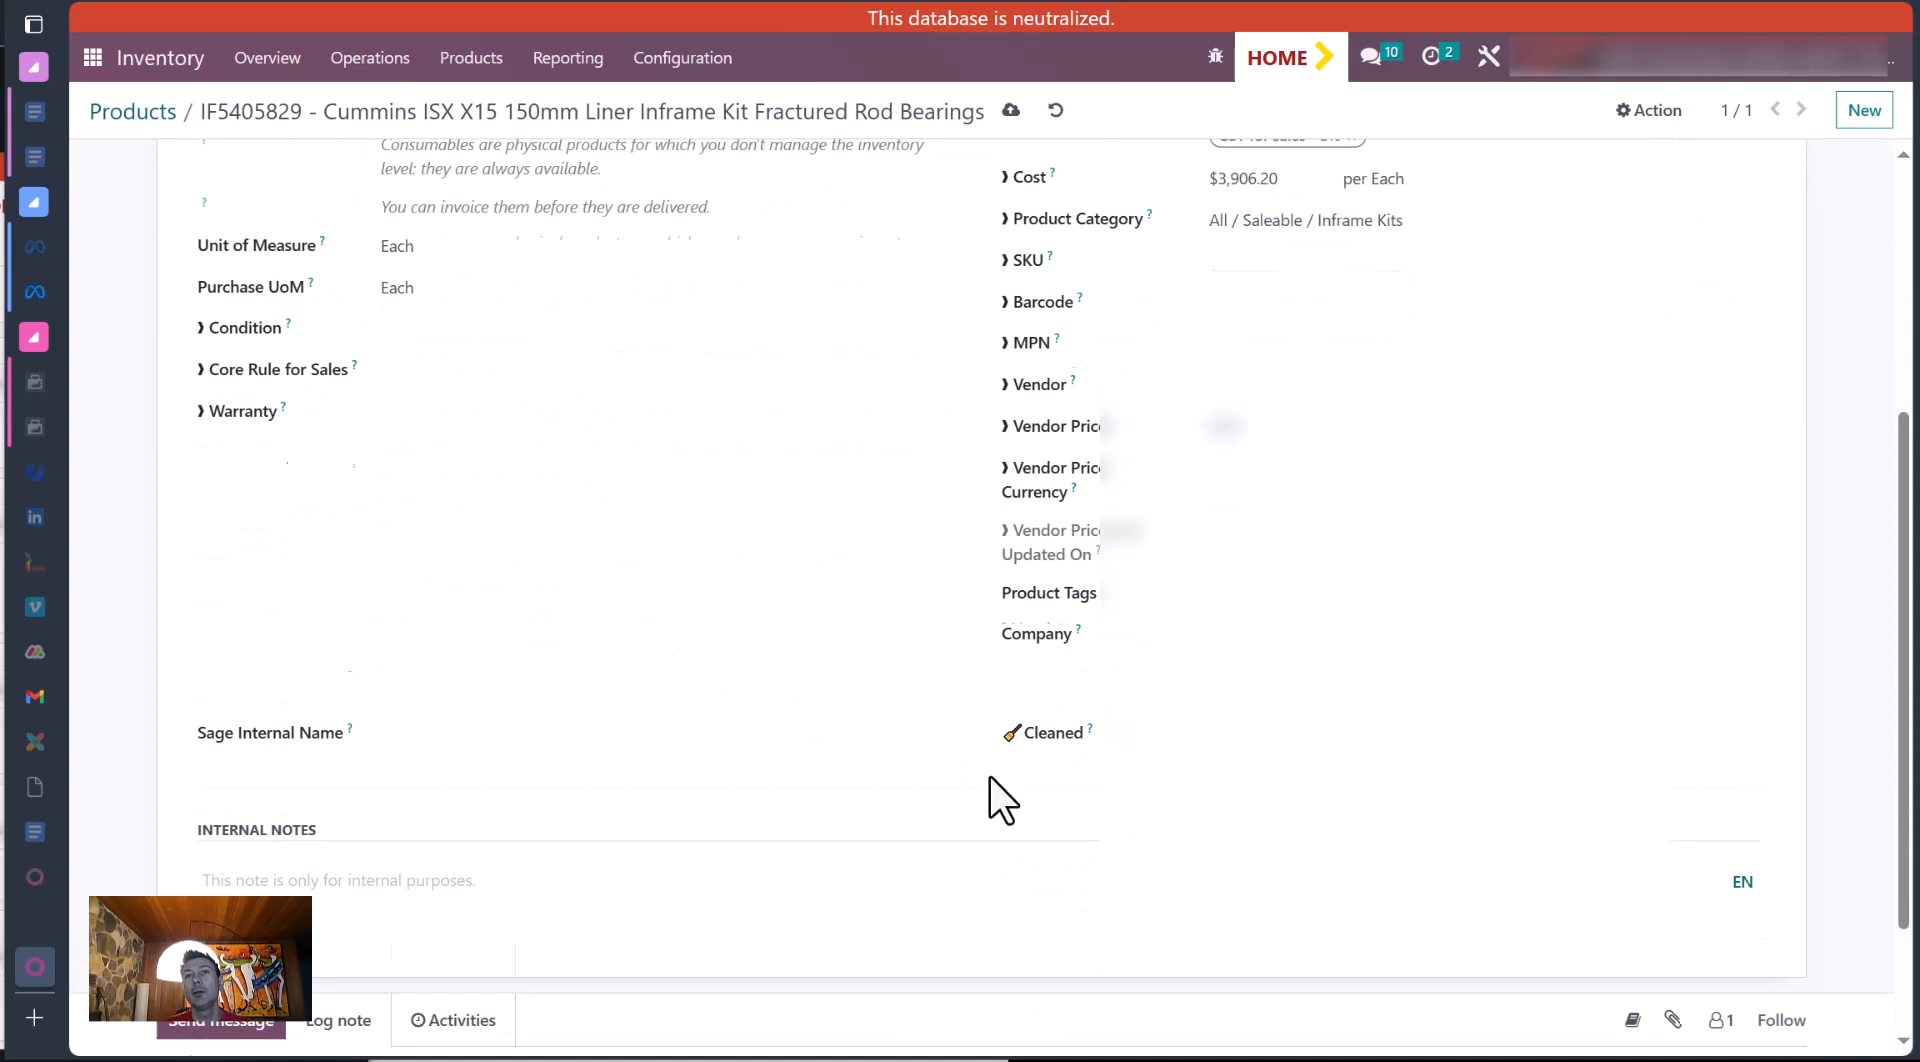 This database is neutralized.
Inventory Overview Operations Products Reporting Configuration HOME 10 2
Products / IF5405829 - Cummins ISX X15 150mm Liner Inframe Kit Fractured Rod Bearings Action 1 / 1 New
Consumables are physical products for which you don't manage the inventory
level: they are always available.
Cost ? $3,906.20 per Each
? You can invoice them before they are delivered.
Product Category ? All / Saleable / Inframe Kits
Unit of Measure ? Each
SKU ?
Purchase UoM ? Each
Barcode ?
Condition ?
MPN ?
Core Rule for Sales ?
Vendor ?
Warranty ?
Vendor Pric
Vendor Pric
Currency ?
Vendor Pric
Updated On ?
Product Tags
Company ?
Sage Internal Name ?
Cleaned ?
INTERNAL NOTES
This note is only for internal purposes.
EN
Send message Log note Activities 1 Follow